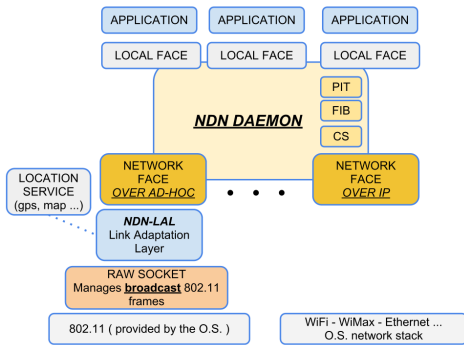 APPLICATION APPLICATION APPLICATION
LOCAL FACE LOCAL FACE LOCAL FACE
PIT
NDN DAEMON
FIB
CS
NETWORK
FACE
OVER AD-HOC
• • •
NETWORK
FACE
OVER IP
LOCATION
SERVICE
(gps, map ...)
NDN-LAL
Link Adaptation
Layer
RAW SOCKET
Manages broadcast 802.11
frames
802.11 ( provided by the O.S. )
WiFi - WiMax - Ethernet ...
O.S. network stack